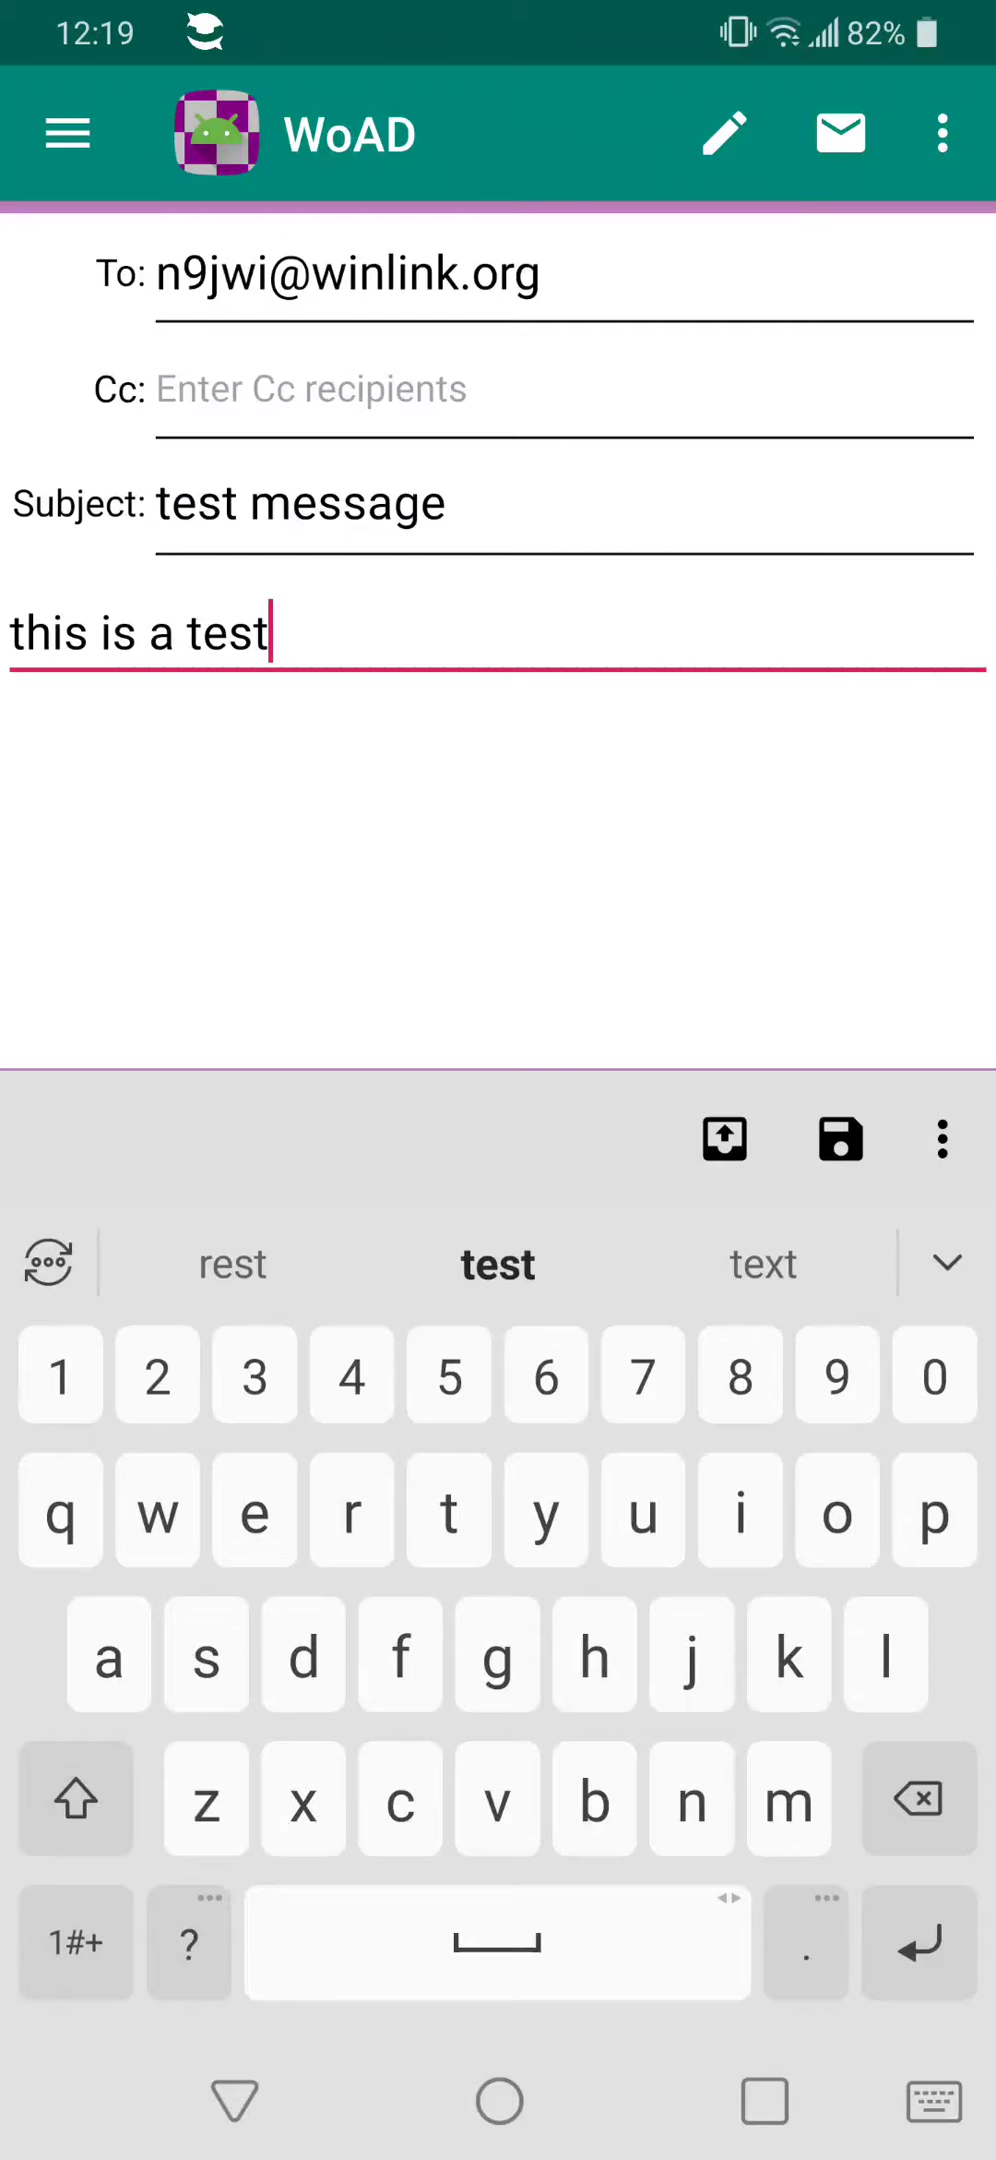 12:19 82%
WoAD
To: n9jwi@winlink.org
Cc: Enter Cc recipients
Subject: test message
this is a test
rest test text
1 2 3 4 5 6 7 8 9 0
q w e r t y u i o p
a s d f g h j k l
z x c v b n m
1#+ ? .